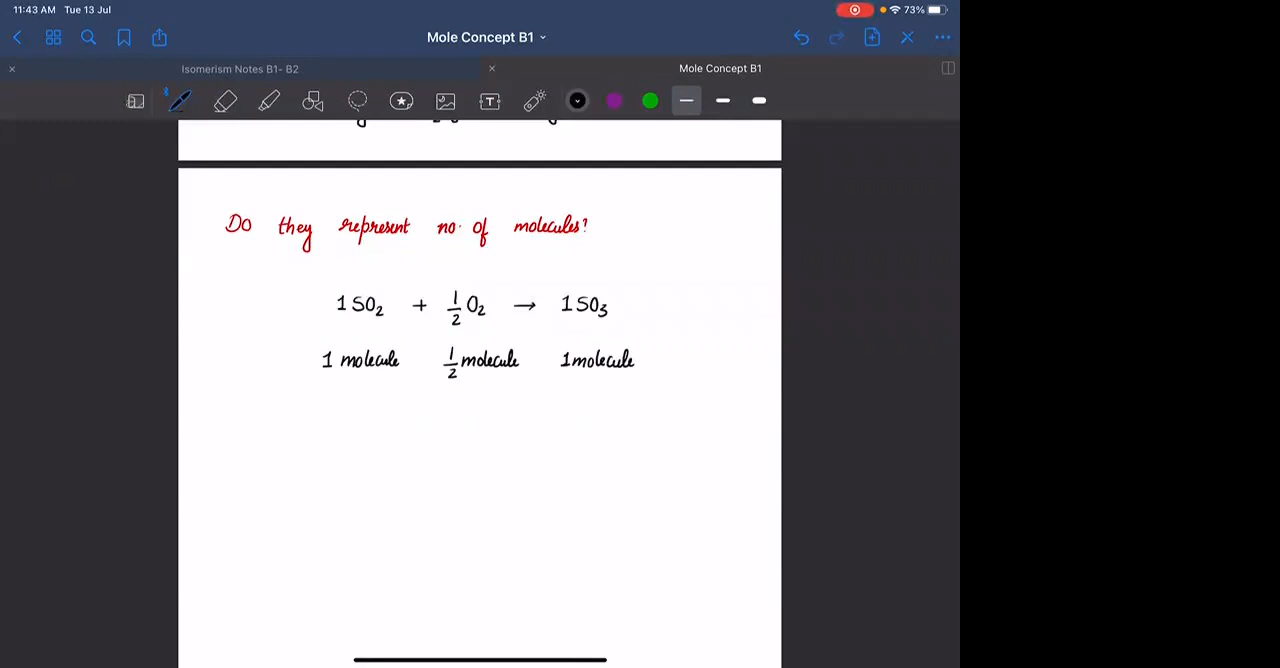 11:43 AM Tue 13 Jul 73%
Mole Concept B1
Isomerism Notes B1- B2 Mole Concept B1
Do they represent no. of molecules?
1 SO₂ + 1/2 O₂ → 1 SO₃
1 molecule 1/2 molecule 1 molecule